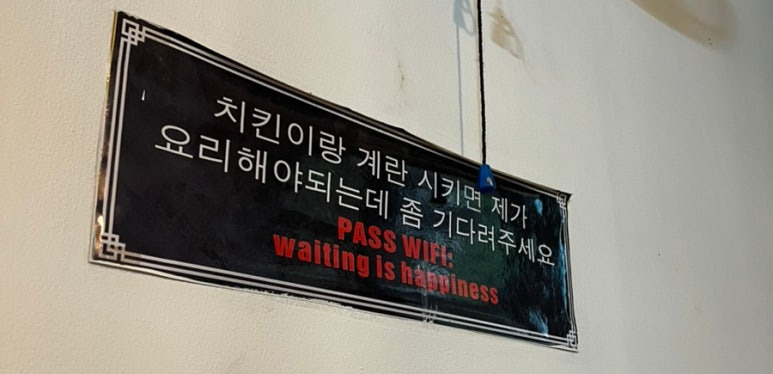 치킨이랑 계란 시키면 제가
요리해야되는데 좀 기다려주세요
PASS WIFI:
waiting is happiness